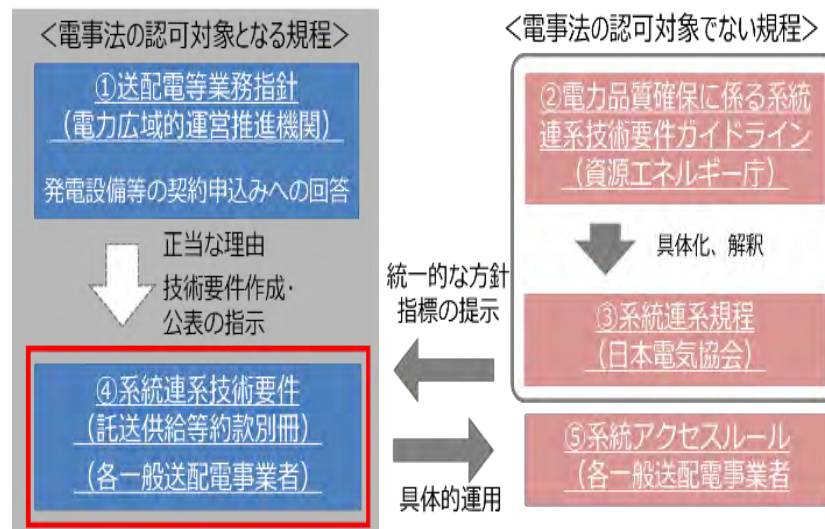 ＜電事法の認可対象となる規程＞
①送配電等業務指針
（電力広域的運営推進機関）
発電設備等の契約申込みへの回答
正当な理由
技術要件作成・
公表の指示
④系統連系技術要件
（託送供給等約款別冊）
（各一般送配電事業者）
統一的な方針
指標の提示
具体的運用
＜電事法の認可対象でない規程＞
②電力品質確保に係る系統
連系技術要件ガイドライン
（資源エネルギー庁）
具体化、解釈
③系統連系規程
（日本電気協会）
⑤系統アクセスルール
（各一般送配電事業者